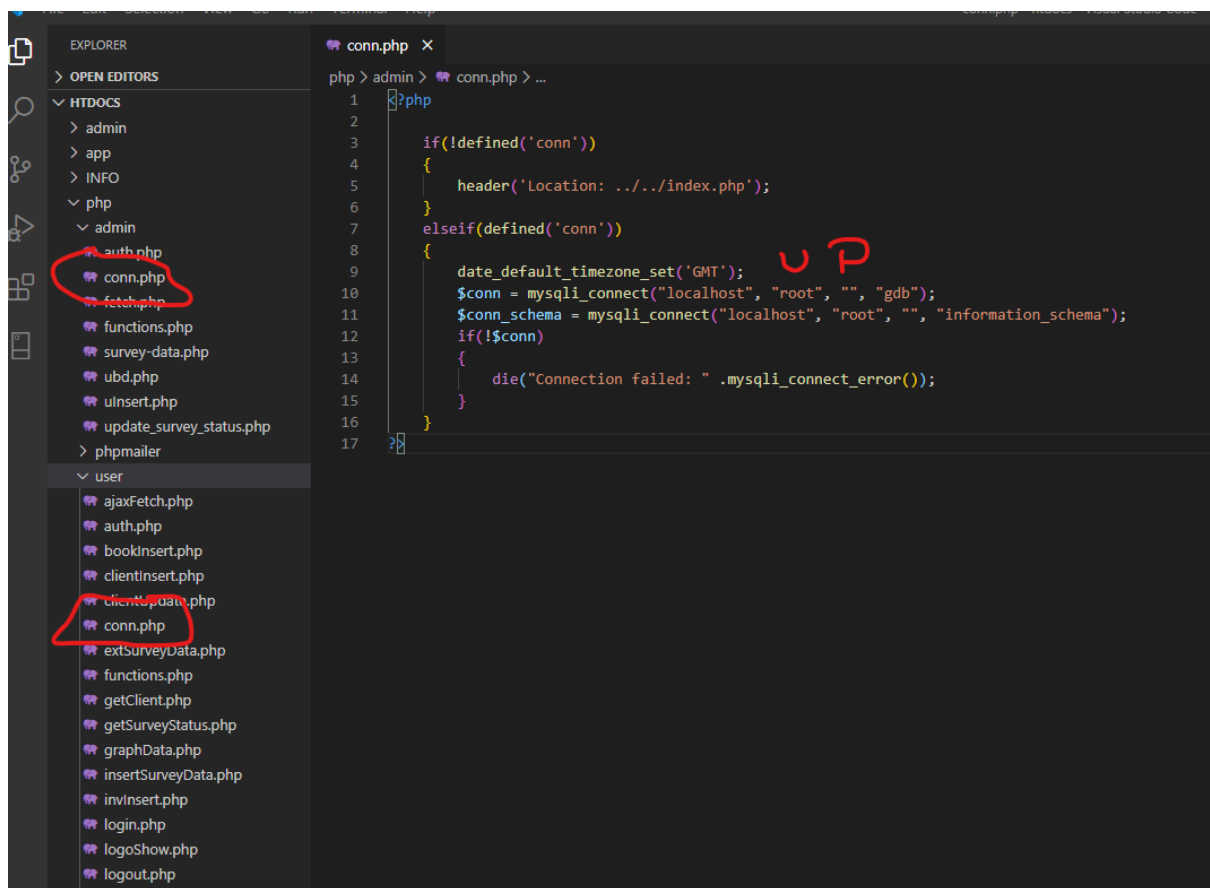 EXPLORER
OPEN EDITORS
HTDOCS
admin
app
INFO
php
admin
auth.php
conn.php
fetch.php
functions.php
survey-data.php
ubd.php
uInsert.php
update_survey_status.php
phpmailer
user
ajaxFetch.php
auth.php
bookInsert.php
clientInsert.php
clientUpdate.php
conn.php
extSurveyData.php
functions.php
getClient.php
getSurveyStatus.php
graphData.php
insertSurveyData.php
invInsert.php
login.php
logoShow.php
logout.php
conn.php ×
php > admin > conn.php > ...
1 <?php
2
3 if(!defined('conn'))
4 {
5 header('Location: ../../index.php');
6 }
7 elseif(defined('conn'))
8 {
U P
9 date_default_timezone_set('GMT');
10 $conn = mysqli_connect("localhost", "root", "", "gdb");
11 $conn_schema = mysqli_connect("localhost", "root", "", "information_schema");
12 if(!$conn)
13 {
14 die("Connection failed: " .mysqli_connect_error());
15 }
16 }
17 ?>